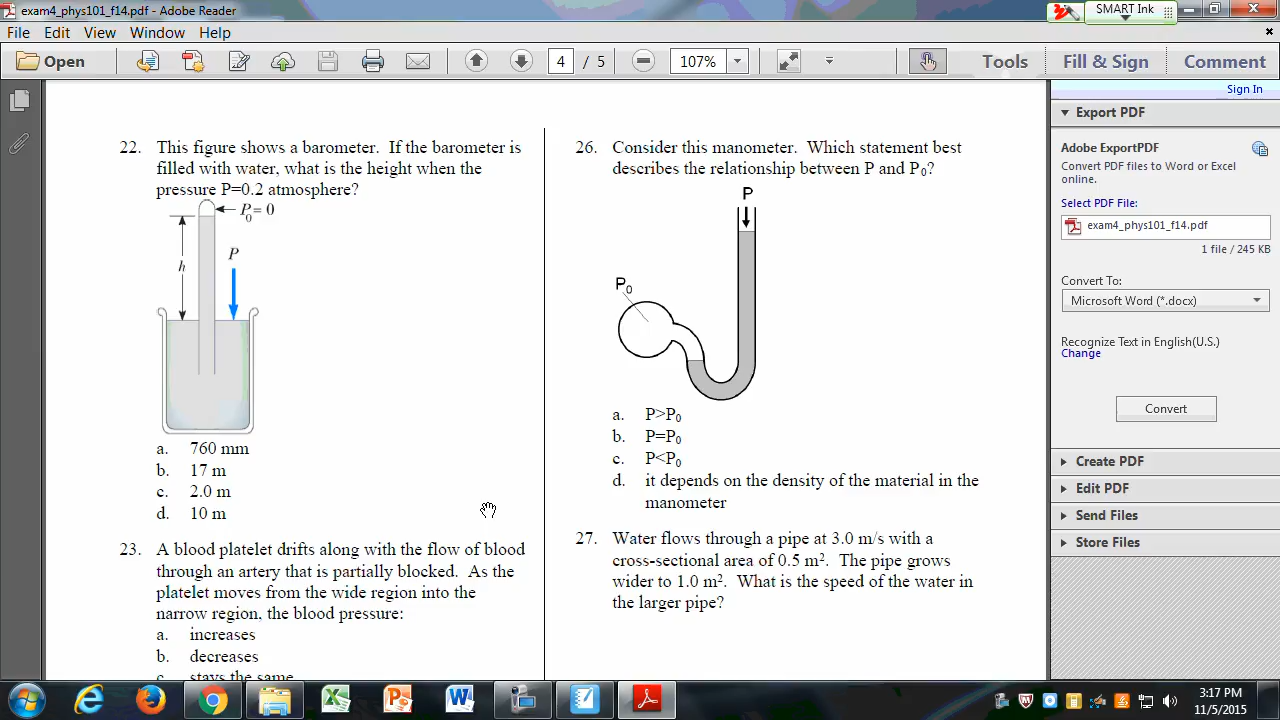 exam4_phys101_f14.pdf - Adobe Reader
SMART Ink
File Edit View Window Help
Open
4 / 5
107%
Tools
Fill & Sign
Comment
Sign In
22. This figure shows a barometer. If the barometer is
filled with water, what is the height when the
pressure P=0.2 atmosphere?
P0 = 0
P
h
a. 760 mm
b. 17 m
c. 2.0 m
d. 10 m
23. A blood platelet drifts along with the flow of blood
through an artery that is partially blocked. As the
platelet moves from the wide region into the
narrow region, the blood pressure:
a. increases
b. decreases
c. stays the same
26. Consider this manometer. Which statement best
describes the relationship between P and P₀?
P
P₀
a. P>P₀
b. P=P₀
c. P<P₀
d. it depends on the density of the material in the
manometer
27. Water flows through a pipe at 3.0 m/s with a
cross-sectional area of 0.5 m². The pipe grows
wider to 1.0 m². What is the speed of the water in
the larger pipe?
Export PDF
Adobe ExportPDF
Convert PDF files to Word or Excel
online.
Select PDF File:
exam4_phys101_f14.pdf
1 file / 245 KB
Convert To:
Microsoft Word (*.docx)
Recognize Text in English(U.S.)
Change
Convert
Create PDF
Edit PDF
Send Files
Store Files
3:17 PM
11/5/2015